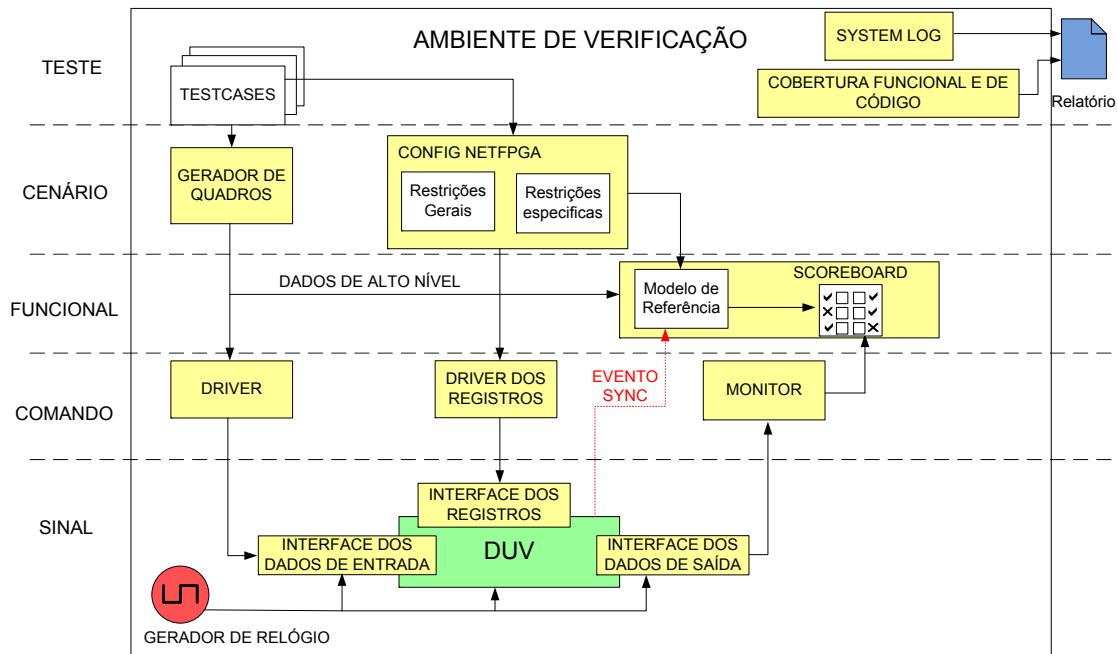 AMBIENTE DE VERIFICAÇÃO
SYSTEM LOG
TESTE
TESTCASES
COBERTURA FUNCIONAL E DE
CÓDIGO
Relatório
CONFIG NETFPGA
GERADOR DE
QUADROS
CENÁRIO
Restrições
Gerais
Restrições
especificas
DADOS DE ALTO NÍVEL
SCOREBOARD
Modelo de
Referência
FUNCIONAL
DRIVER
DRIVER DOS
REGISTROS
EVENTO
SYNC
MONITOR
COMANDO
INTERFACE DOS
REGISTROS
SINAL
INTERFACE DOS
DADOS DE ENTRADA
DUV
INTERFACE DOS
DADOS DE SAÍDA
GERADOR DE RELÓGIO